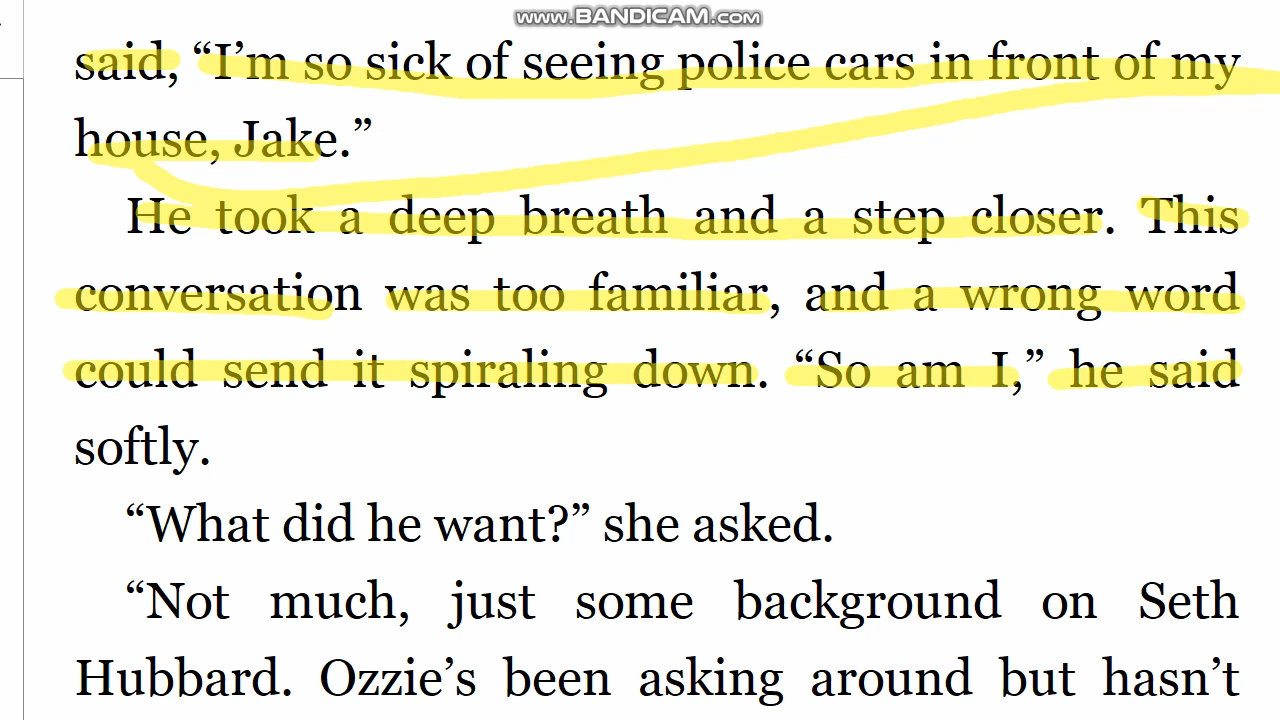 www.BANDICAM.com
said, “I’m so sick of seeing police cars in front of my
house, Jake.”
He took a deep breath and a step closer. This
conversation was too familiar, and a wrong word
could send it spiraling down. “So am I,” he said
softly.
“What did he want?” she asked.
“Not much, just some background on Seth
Hubbard. Ozzie’s been asking around but hasn’t